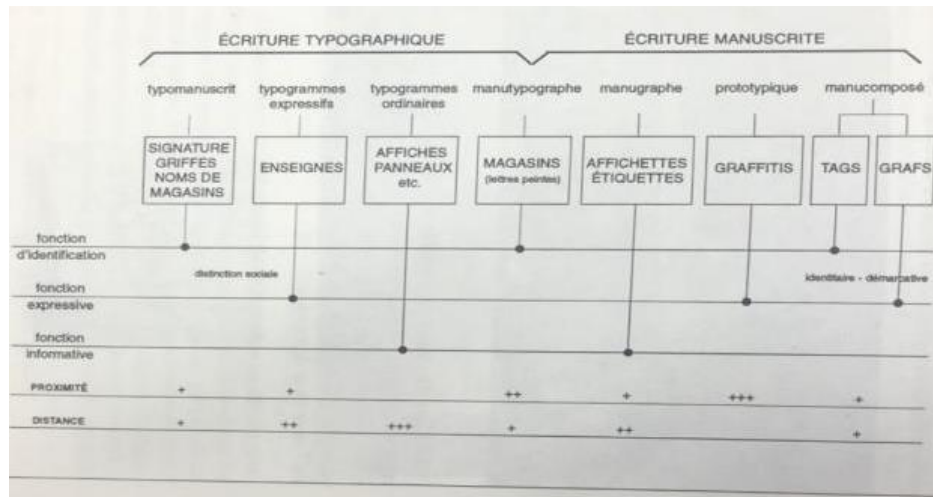 ÉCRITURE TYPOGRAPHIQUE ÉCRITURE MANUSCRITE
typomanuscrit typogrammes expressifs typogrammes ordinaires manutypographe manugraphe prototypique manucomposé
SIGNATURE
GRIFFES
NOMS DE
MAGASINS
ENSEIGNES
AFFICHES
PANNEAUX
etc.
MAGASINS
(lettres peintes)
AFFICHETTES
ÉTIQUETTES
GRAFFITIS
TAGS
GRAFS
fonction
d'identification
distinction sociale
identitaire - démarcative
fonction
expressive
fonction
informative
PROXIMITÉ + + ++ + +++ +
DISTANCE + ++ +++ + ++ +